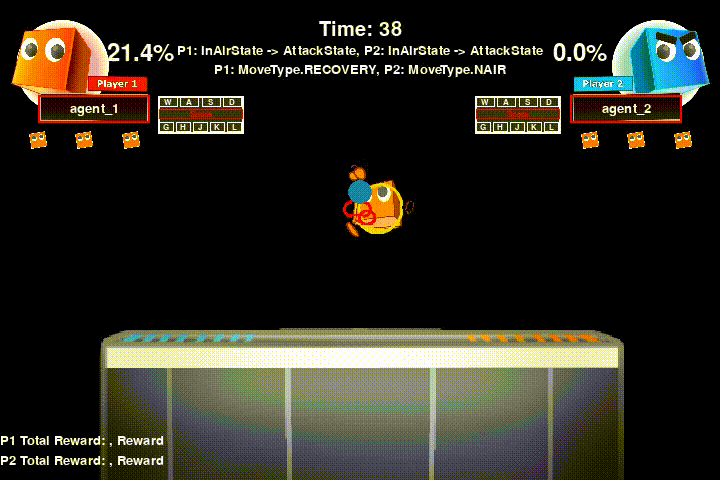 Time: 38
21.4%
P1: InAirState -> AttackState, P2: InAirState -> AttackState
0.0%
P1: MoveType.RECOVERY, P2: MoveType.NAIR
Player 1
Player 2
agent_1
agent_2
W A S D
G H J K L
W A S D
G H J K L
P1 Total Reward: , Reward
P2 Total Reward: , Reward